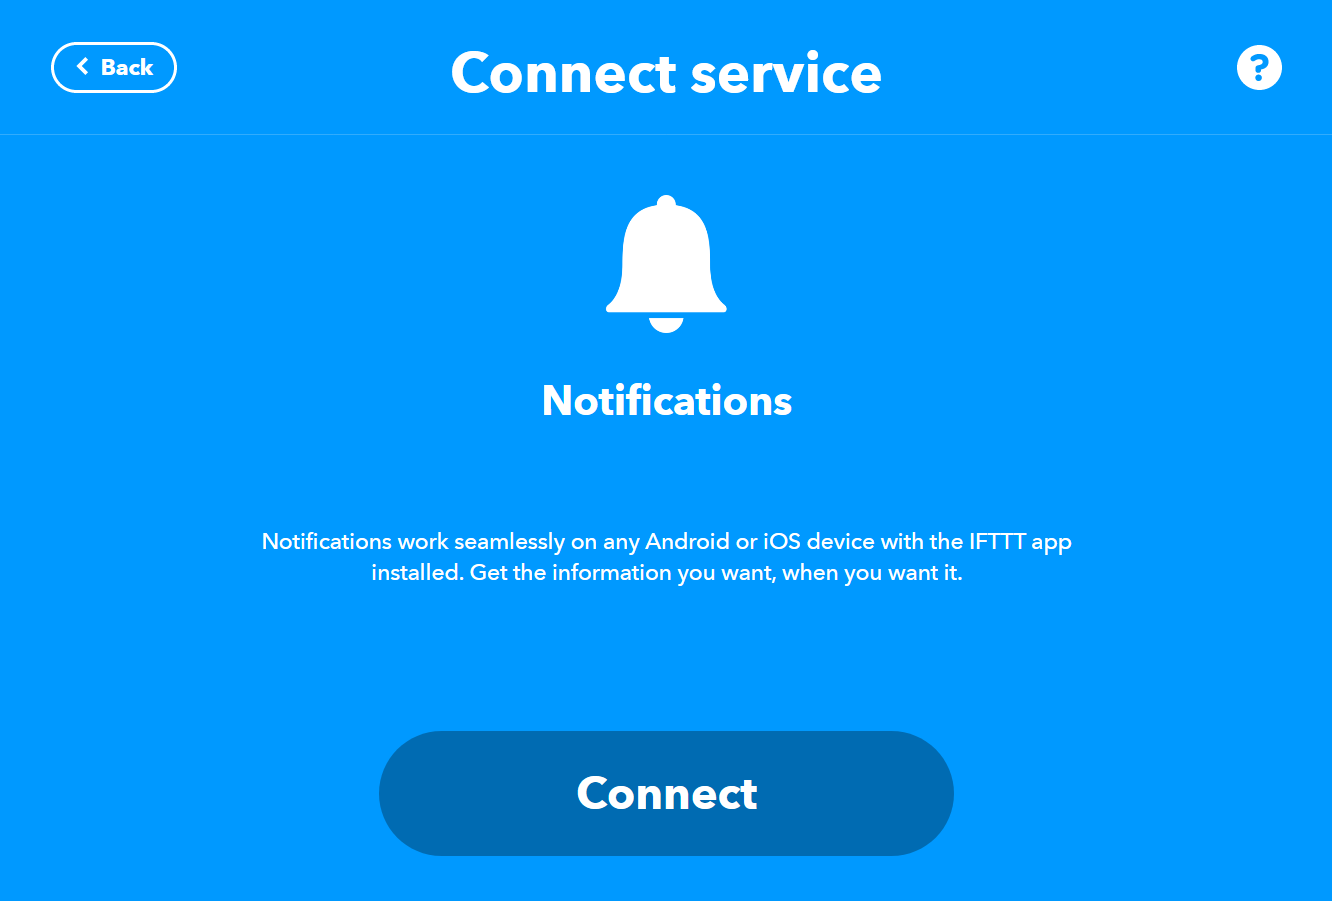 Back
Connect service
?
Notifications
Notifications work seamlessly on any Android or iOS device with the IFTTT app
installed. Get the information you want, when you want it.
Connect